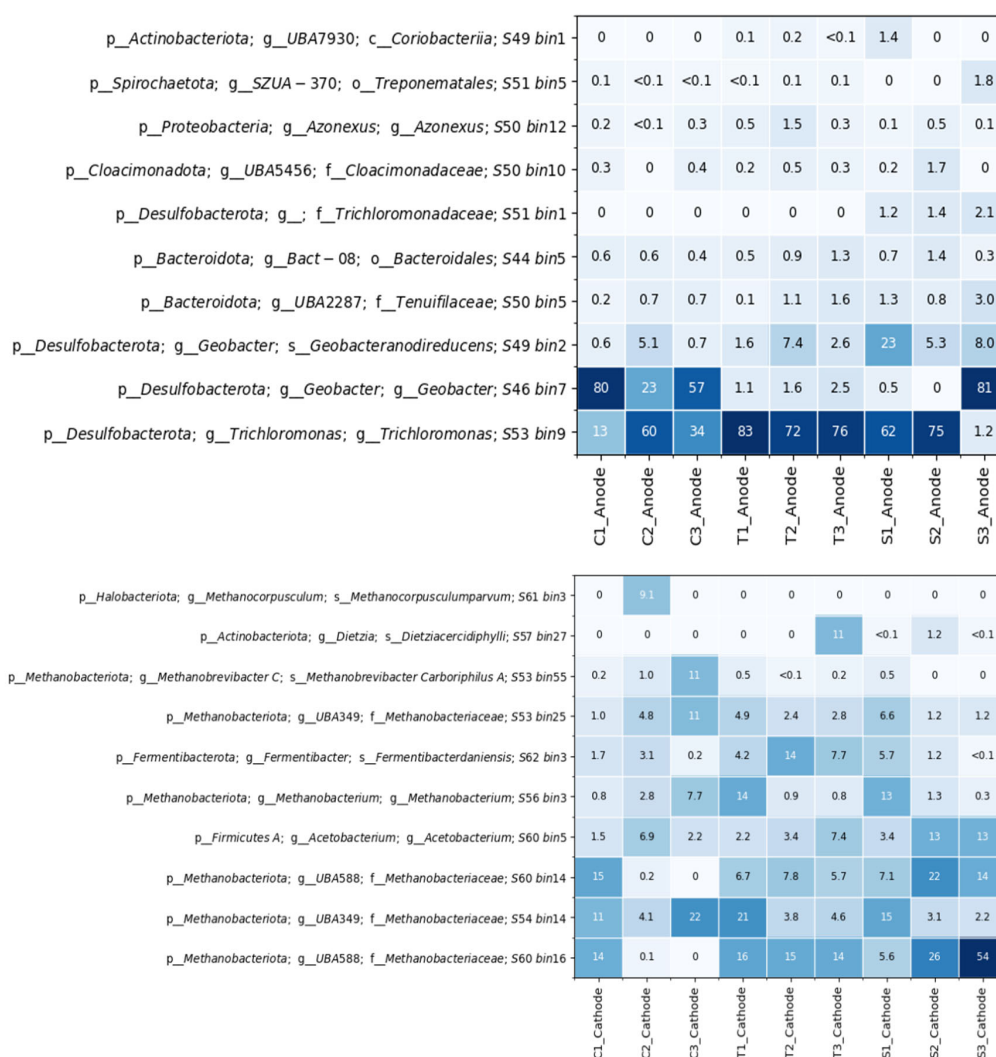 p__Actinobacteriota; g__UBA7930; c__Coriobacteriia; S49 bin1 0 0 0 0.1 0.2 <0.1 1.4 0 0
p__Spirochaetota; g__SZUA − 370; o__Treponematales; S51 bin5 0.1 <0.1 <0.1 <0.1 0.1 0.1 0 0 1.8
p__Proteobacteria; g__Azonexus; g__Azonexus; S50 bin12 0.2 <0.1 0.3 0.5 1.5 0.3 0.1 0.5 0.1
p__Cloacimonadota; g__UBA5456; f__Cloacimonadaceae; S50 bin10 0.3 0 0.4 0.2 0.5 0.3 0.2 1.7 0
p__Desulfobacterota; g__; f__Trichloromonadaceae; S51 bin1 0 0 0 0 0 0 1.2 1.4 2.1
p__Bacteroidota; g__Bact − 08; o__Bacteroidales; S44 bin5 0.6 0.6 0.4 0.5 0.9 1.3 0.7 1.4 0.3
p__Bacteroidota; g__UBA2287; f__Tenuifilaceae; S50 bin5 0.2 0.7 0.7 0.1 1.1 1.6 1.3 0.8 3.0
p__Desulfobacterota; g__Geobacter; s__Geobacteranodireducens; S49 bin2 0.6 5.1 0.7 1.6 7.4 2.6 23 5.3 8.0
p__Desulfobacterota; g__Geobacter; g__Geobacter; S46 bin7 80 23 57 1.1 1.6 2.5 0.5 0 81
p__Desulfobacterota; g__Trichloromonas; g__Trichloromonas; S53 bin9 13 60 34 83 72 76 62 75 1.2
C1_Anode C2_Anode C3_Anode T1_Anode T2_Anode T3_Anode S1_Anode S2_Anode S3_Anode
p__Halobacteriota; g__Methanocorpusculum; s__Methanocorpusculumparvum; S61 bin3 0 9.1 0 0 0 0 0 0 0
p__Actinobacteriota; g__Dietzia; s__Dietziacercidiphylli; S57 bin27 0 0 0 0 0 11 <0.1 1.2 <0.1
p__Methanobacteriota; g__Methanobrevibacter C; s__Methanobrevibacter Carboriphilus A; S53 bin55 0.2 1.0 11 0.5 <0.1 0.2 0.5 0 0
p__Methanobacteriota; g__UBA349; f__Methanobacteriaceae; S53 bin25 1.0 4.8 11 4.9 2.4 2.8 6.6 1.2 1.2
p__Fermentibacterota; g__Fermentibacter; s__Fermentibacterdaniensis; S62 bin3 1.7 3.1 0.2 4.2 14 7.7 5.7 1.2 <0.1
p__Methanobacteriota; g__Methanobacterium; g__Methanobacterium; S56 bin3 0.8 2.8 7.7 14 0.9 0.8 13 1.3 0.3
p__Firmicutes A; g__Acetobacterium; g__Acetobacterium; S60 bin5 1.5 6.9 2.2 2.2 3.4 7.4 3.4 13 13
p__Methanobacteriota; g__UBA588; f__Methanobacteriaceae; S60 bin14 15 0.2 0 6.7 7.8 5.7 7.1 22 14
p__Methanobacteriota; g__UBA349; f__Methanobacteriaceae; S54 bin14 11 4.1 22 21 3.8 4.6 15 3.1 2.2
p__Methanobacteriota; g__UBA588; f__Methanobacteriaceae; S60 bin16 14 0.1 0 16 15 14 5.6 26 54
C1_Cathode C2_Cathode C3_Cathode T1_Cathode T2_Cathode T3_Cathode S1_Cathode S2_Cathode S3_Cathode